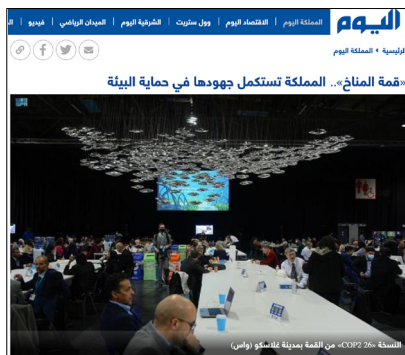 اليوم
المملكة اليوم | الاقتصاد اليوم | وول ستريت | الشرقية اليوم | الميدان الرياضي | فيديو |
الرئيسية المملكة اليوم
«قمة المناخ».. المملكة تستكمل جهودها في حماية البيئة
النسخة «COP2 26» من القمة بمدينة غلاسكو (واس)